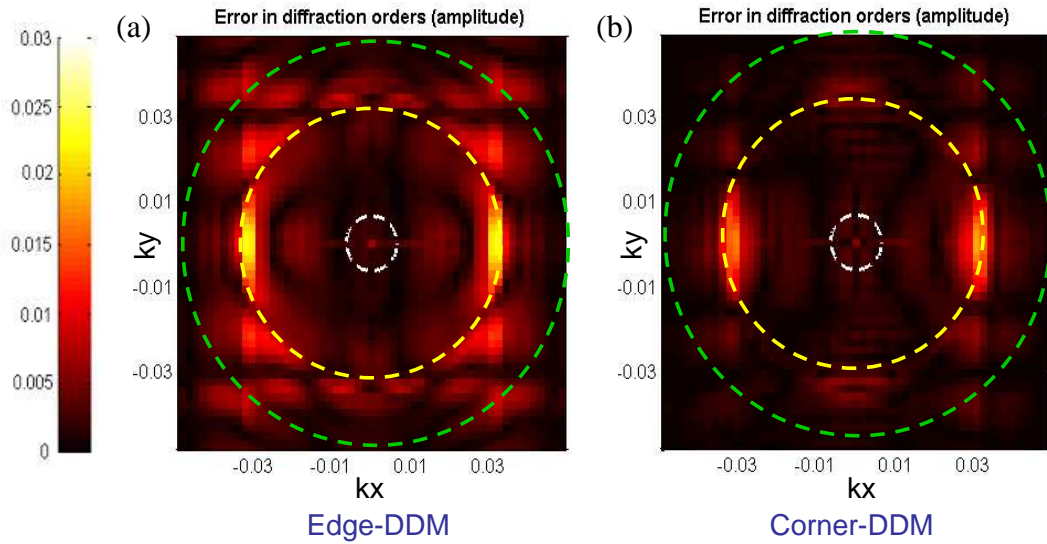 0.03
0.025
0.02
0.015
0.01
0.005
0
(a)
Error in diffraction orders (amplitude)
0.03
0.01
ky
-0.01
-0.03
-0.03 -0.01 0.01 0.03
kx
Edge-DDM
(b)
Error in diffraction orders (amplitude)
0.03
0.01
ky
-0.01
-0.03
-0.03 -0.01 0.01 0.03
kx
Corner-DDM